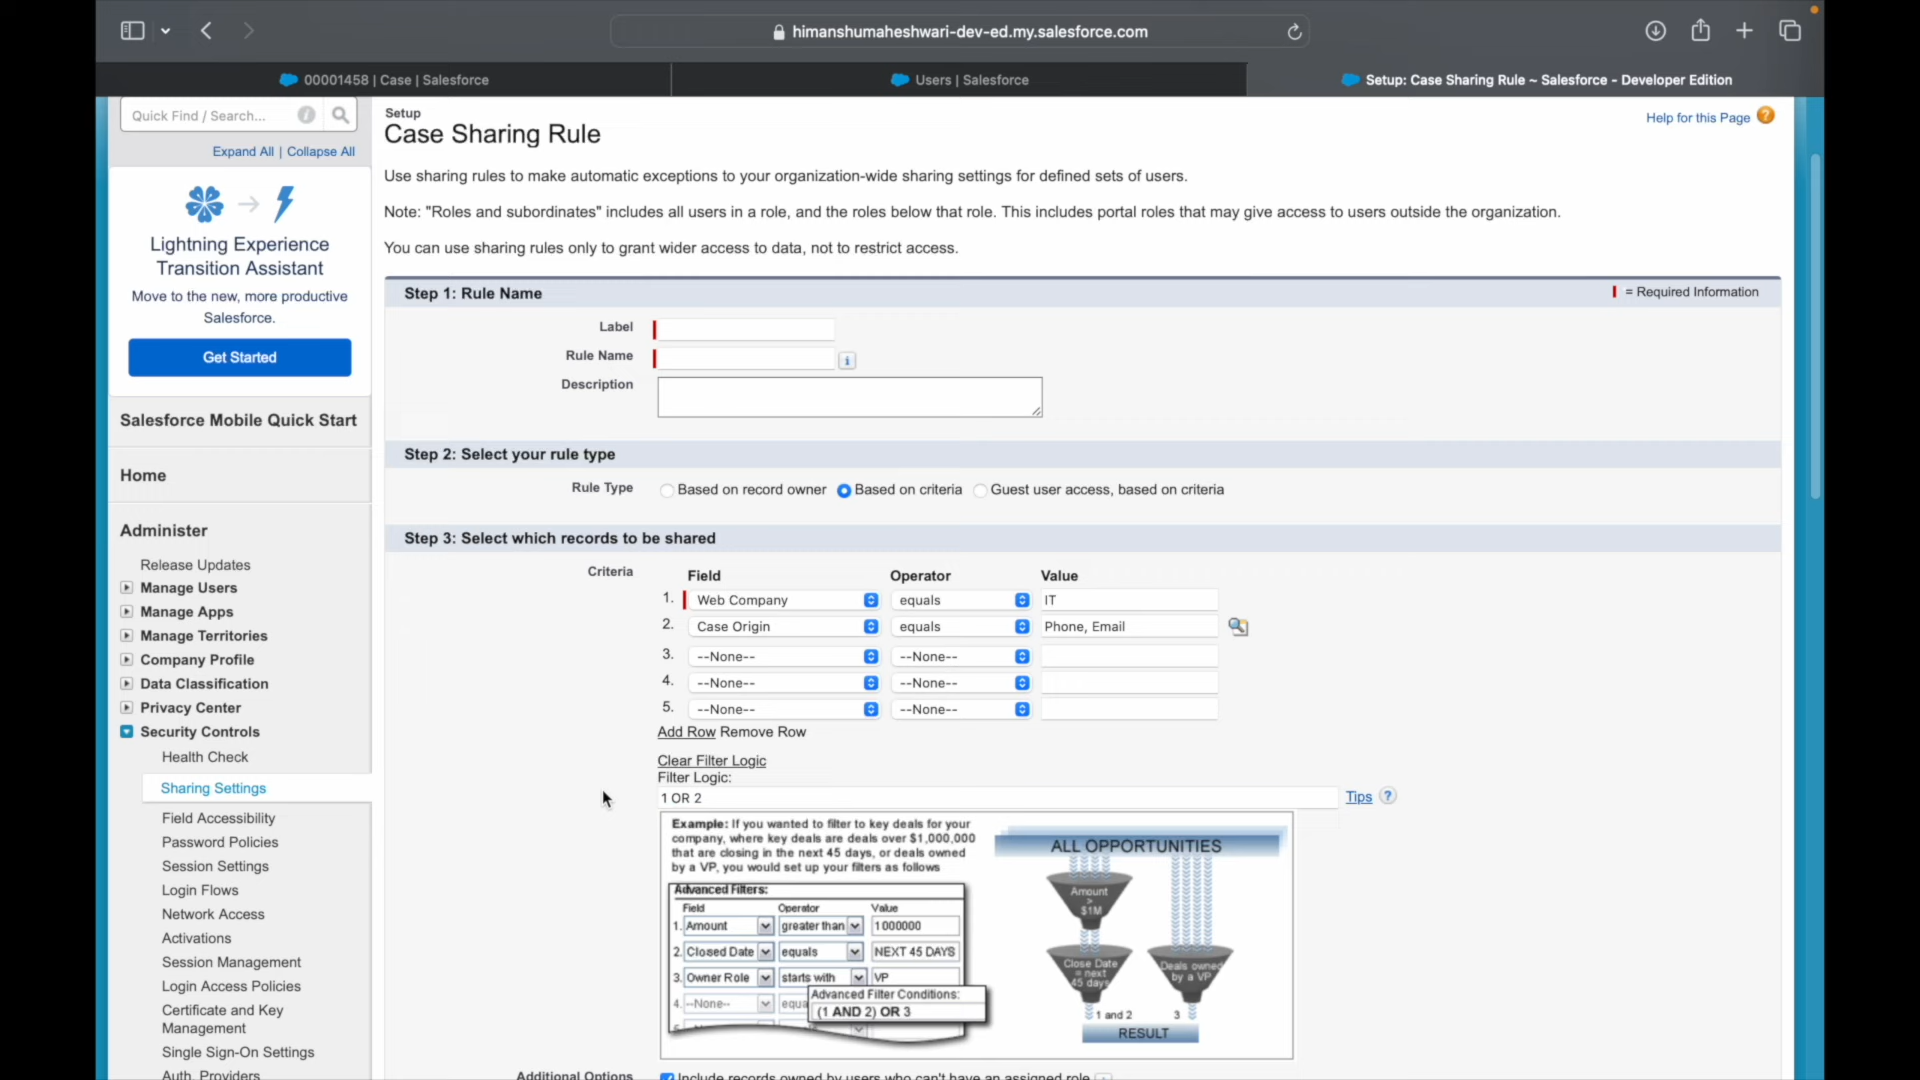 himanshumaheshwari-dev-ed.my.salesforce.com
00001458 | Case | Salesforce
Users | Salesforce
Setup: Case Sharing Rule ~ Salesforce - Developer Edition
Quick Find / Search...
Expand All | Collapse All
Lightning Experience
Transition Assistant
Move to the new, more productive
Salesforce.
Get Started
Salesforce Mobile Quick Start
Home
Administer
Release Updates
Manage Users
Manage Apps
Manage Territories
Company Profile
Data Classification
Privacy Center
Security Controls
Health Check
Sharing Settings
Field Accessibility
Password Policies
Session Settings
Login Flows
Network Access
Activations
Session Management
Login Access Policies
Certificate and Key
Management
Single Sign-On Settings
Auth. Providers
Setup
Case Sharing Rule
Help for this Page
Use sharing rules to make automatic exceptions to your organization-wide sharing settings for defined sets of users.
Note: "Roles and subordinates" includes all users in a role, and the roles below that role. This includes portal roles that may give access to users outside the organization.
You can use sharing rules only to grant wider access to data, not to restrict access.
Step 1: Rule Name
= Required Information
Label
Rule Name
Description
Step 2: Select your rule type
Rule Type Based on record owner Based on criteria Guest user access, based on criteria
Step 3: Select which records to be shared
Criteria Field Operator Value
1. Web Company equals IT
2. Case Origin equals Phone, Email
3. --None-- --None--
4. --None-- --None--
5. --None-- --None--
Add Row Remove Row
Clear Filter Logic
Filter Logic:
1 OR 2
Tips ?
Example: If you wanted to filter to key deals for your
company, where key deals are deals over $1,000,000
that are closing in the next 45 days, or deals owned
by a VP, you would set up your filters as follows
Advanced Filters:
Field Operator Value
1. Amount greater than 1000000
2. Closed Date equals NEXT 45 DAYS
3. Owner Role starts with VP
4. --None-- equa
Advanced Filter Conditions:
(1 AND 2) OR 3
ALL OPPORTUNITIES
Amount
>
$1M
Close Date
= next
45 days
Deals owned
by a VP
1 and 2 3
RESULT
Additional Options Include records owned by users who can't have an assigned role